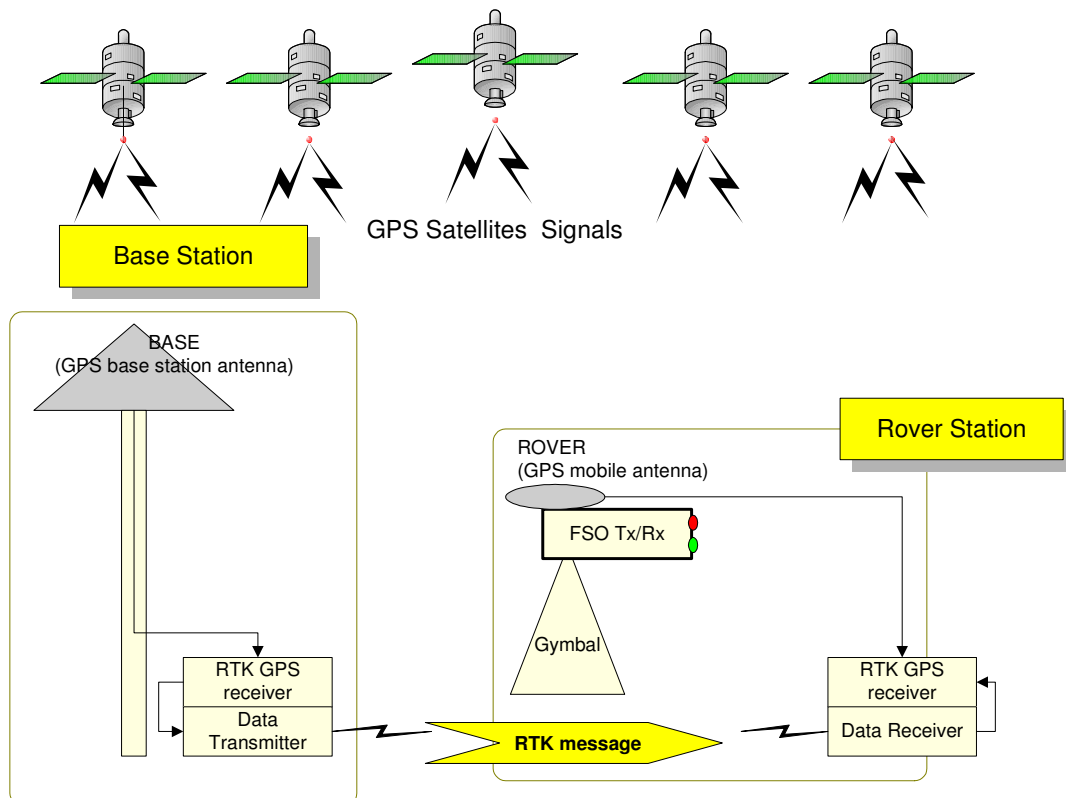 GPS Satellites  Signals
Base Station
BASE
(GPS base station antenna)
Rover Station
ROVER
(GPS mobile antenna)
FSO Tx/Rx
Gymbal
RTK GPS
receiver
Data
Transmitter
RTK message
RTK GPS
receiver
Data Receiver